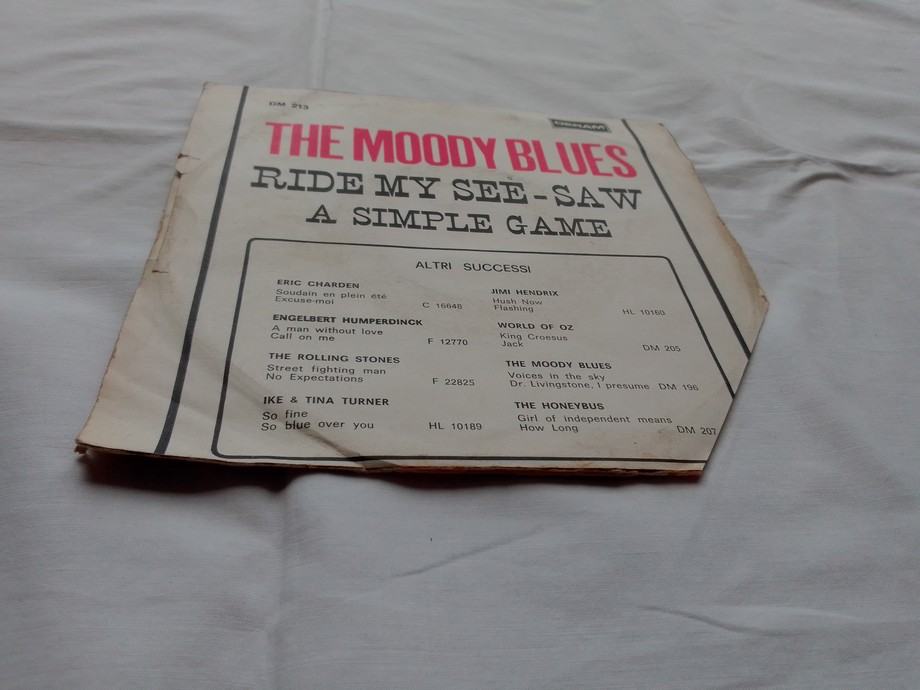 DM 213
DERAM
THE MOODY BLUES
RIDE MY SEE-SAW
A SIMPLE GAME
ALTRI SUCCESSI
ERIC CHARDEN
Soudain en plein été
Excuse-moi C 16648
ENGELBERT HUMPERDINCK
A man without love
Call on me F 12770
THE ROLLING STONES
Street fighting man
No Expectations F 22825
IKE & TINA TURNER
So fine
So blue over you HL 10189
JIMI HENDRIX
Hush Now
Flashing HL 10160
WORLD OF OZ
King Croesus
Jack DM 205
THE MOODY BLUES
Voices in the sky
Dr. Livingstone, I presume DM 196
THE HONEYBUS
Girl of independent means
How Long DM 207